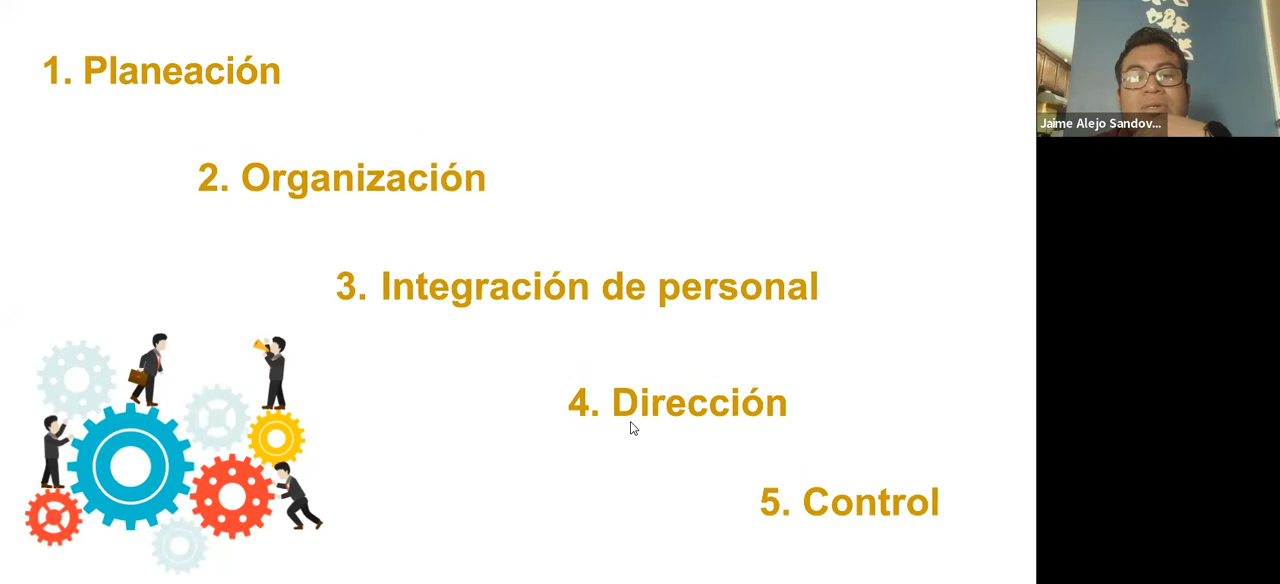 1. Planeación
Jaime Alejo Sandov...
2. Organización
3. Integración de personal
4. Dirección
5. Control